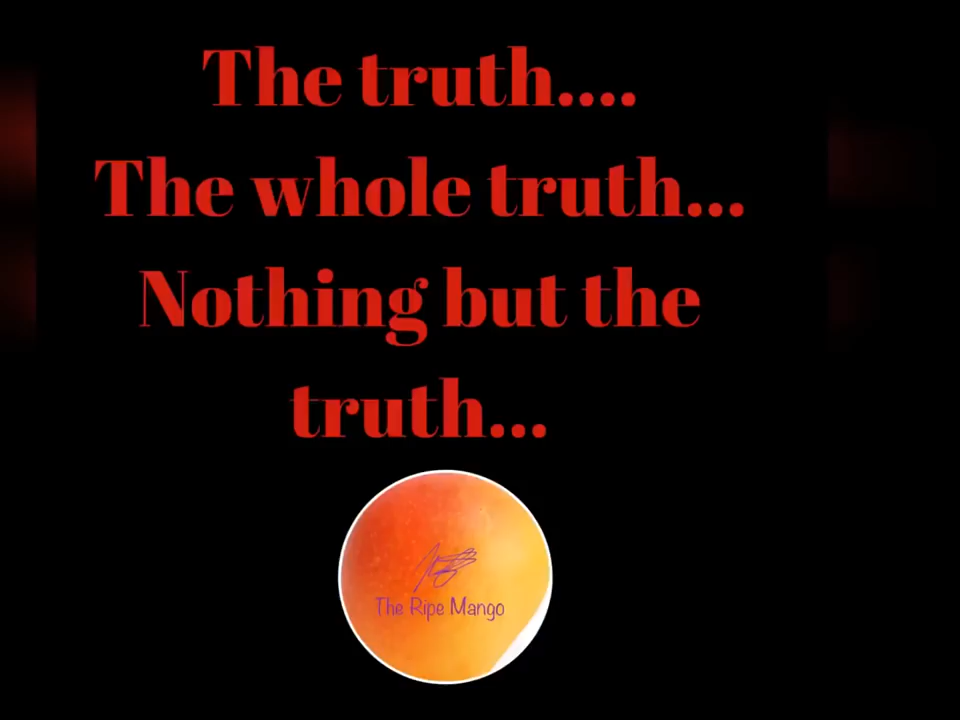 The truth....
The whole truth...
Nothing but the
truth...
The Ripe Mango